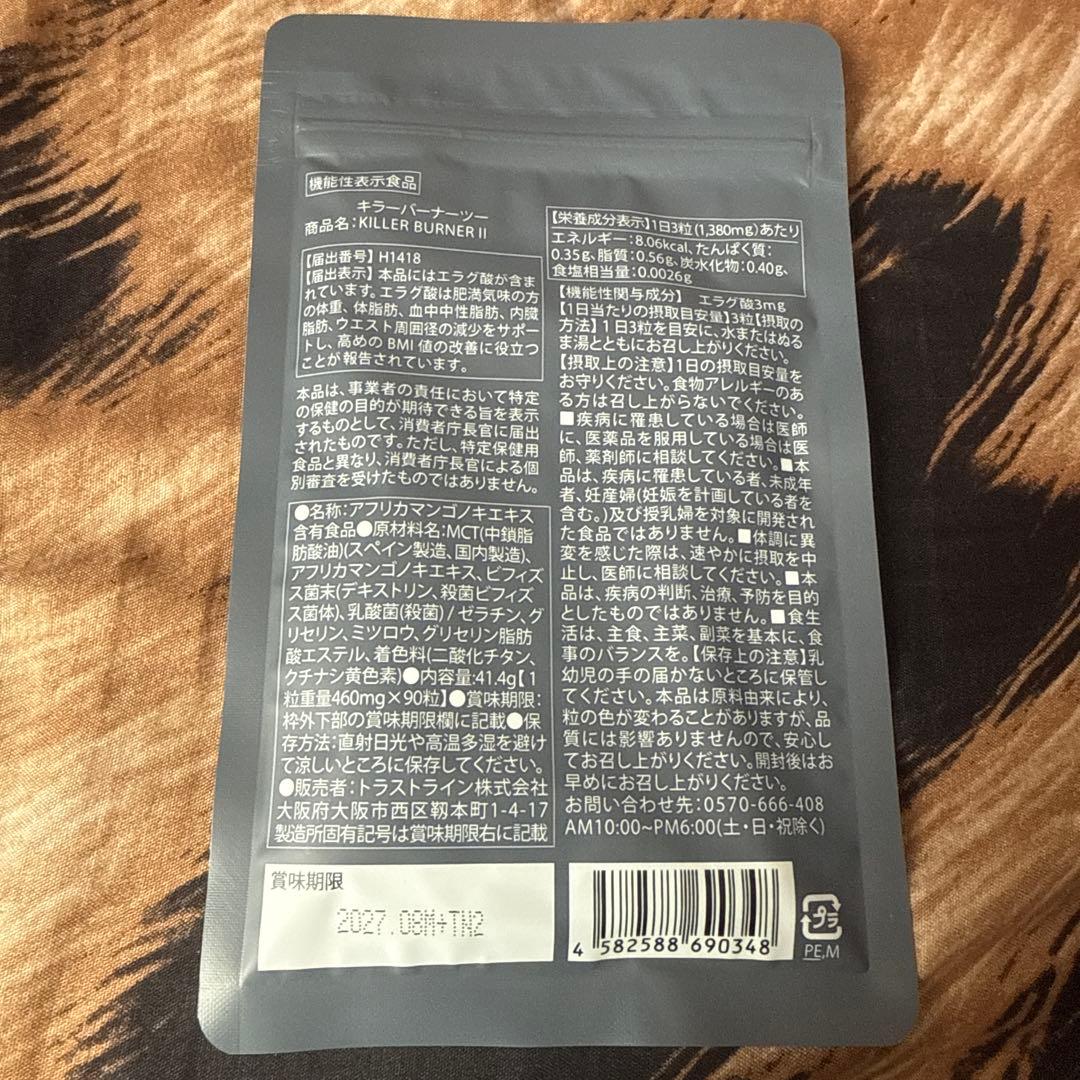 機能性表示食品
キラーバーナーツー
商品名：KILLER BURNER II
【届出番号】H1418
【届出表示】本品にはエラグ酸が含ま
れています。エラグ酸は肥満気味の方
の体重、体脂肪、血中中性脂肪、内臓
脂肪、ウエスト周囲径の減少をサポー
トし、高めの BMI 値の改善に役立つ
ことが報告されています。
本品は、事業者の責任において特定
の保健の目的が期待できる旨を表示
するものとして、消費者庁長官に届出
されたものです。ただし、特定保健用
食品と異なり、消費者庁長官による個
別審査を受けたものではありません。
●名称：アフリカマンゴノキエキス
含有食品●原材料名：MCT(中鎖脂
肪酸油)(スペイン製造、国内製造)、
アフリカマンゴノキエキス、ビフィズ
ス菌末(デキストリン、殺菌ビフィズ
ス菌体)、乳酸菌(殺菌) / ゼラチン、グ
リセリン、ミツロウ、グリセリン脂肪
酸エステル、着色料(二酸化チタン、
クチナシ黄色素)●内容量:41.4g【1
粒重量460mg×90粒】●賞味期限：
枠外下部の賞味期限欄に記載●保
存方法：直射日光や高温多湿を避け
て涼しいところに保存してください。
●販売者：トラストライン株式会社
大阪府大阪市西区靱本町1-4-17
製造所固有記号は賞味期限右に記載
【栄養成分表示】1日3粒(1,380mg)あたり
エネルギー：8.06kcal、たんぱく質：
0.35g、脂質：0.56g、炭水化物：0.40g、
食塩相当量：0.0026g
【機能性関与成分】 エラグ酸3mg
【1日当たりの摂取目安量】3粒【摂取の
方法】1日3粒を目安に、水またはぬる
ま湯とともにお召し上がりください。
【摂取上の注意】1日の摂取目安量を
お守りください。食物アレルギーのあ
る方は召し上がらないでください。
■疾病に罹患している場合は医師
に、医薬品を服用している場合は医
師、薬剤師に相談してください。■本
品は、疾病に罹患している者、未成年
者、妊産婦(妊娠を計画している者を
含む。)及び授乳婦を対象に開発され
た食品ではありません。■体調に異
変を感じた際は、速やかに摂取を中
止し、医師に相談してください。■本
品は、疾病の判断、治療、予防を目的
としたものではありません。■食生
活は、主食、主菜、副菜を基本に、食
事のバランスを。【保存上の注意】乳
幼児の手の届かないところに保管し
てください。本品は原料由来により、
粒の色が変わることがありますが、品
質には影響ありませんので、安心し
てお召し上がりください。開封後はお
早めにお召し上がりください。
お問い合わせ先：0570-666-408
AM10:00~PM6:00(土・日・祝除く)
賞味期限
2027.08M+TN2
4 582588 690348
プラ
PE,M